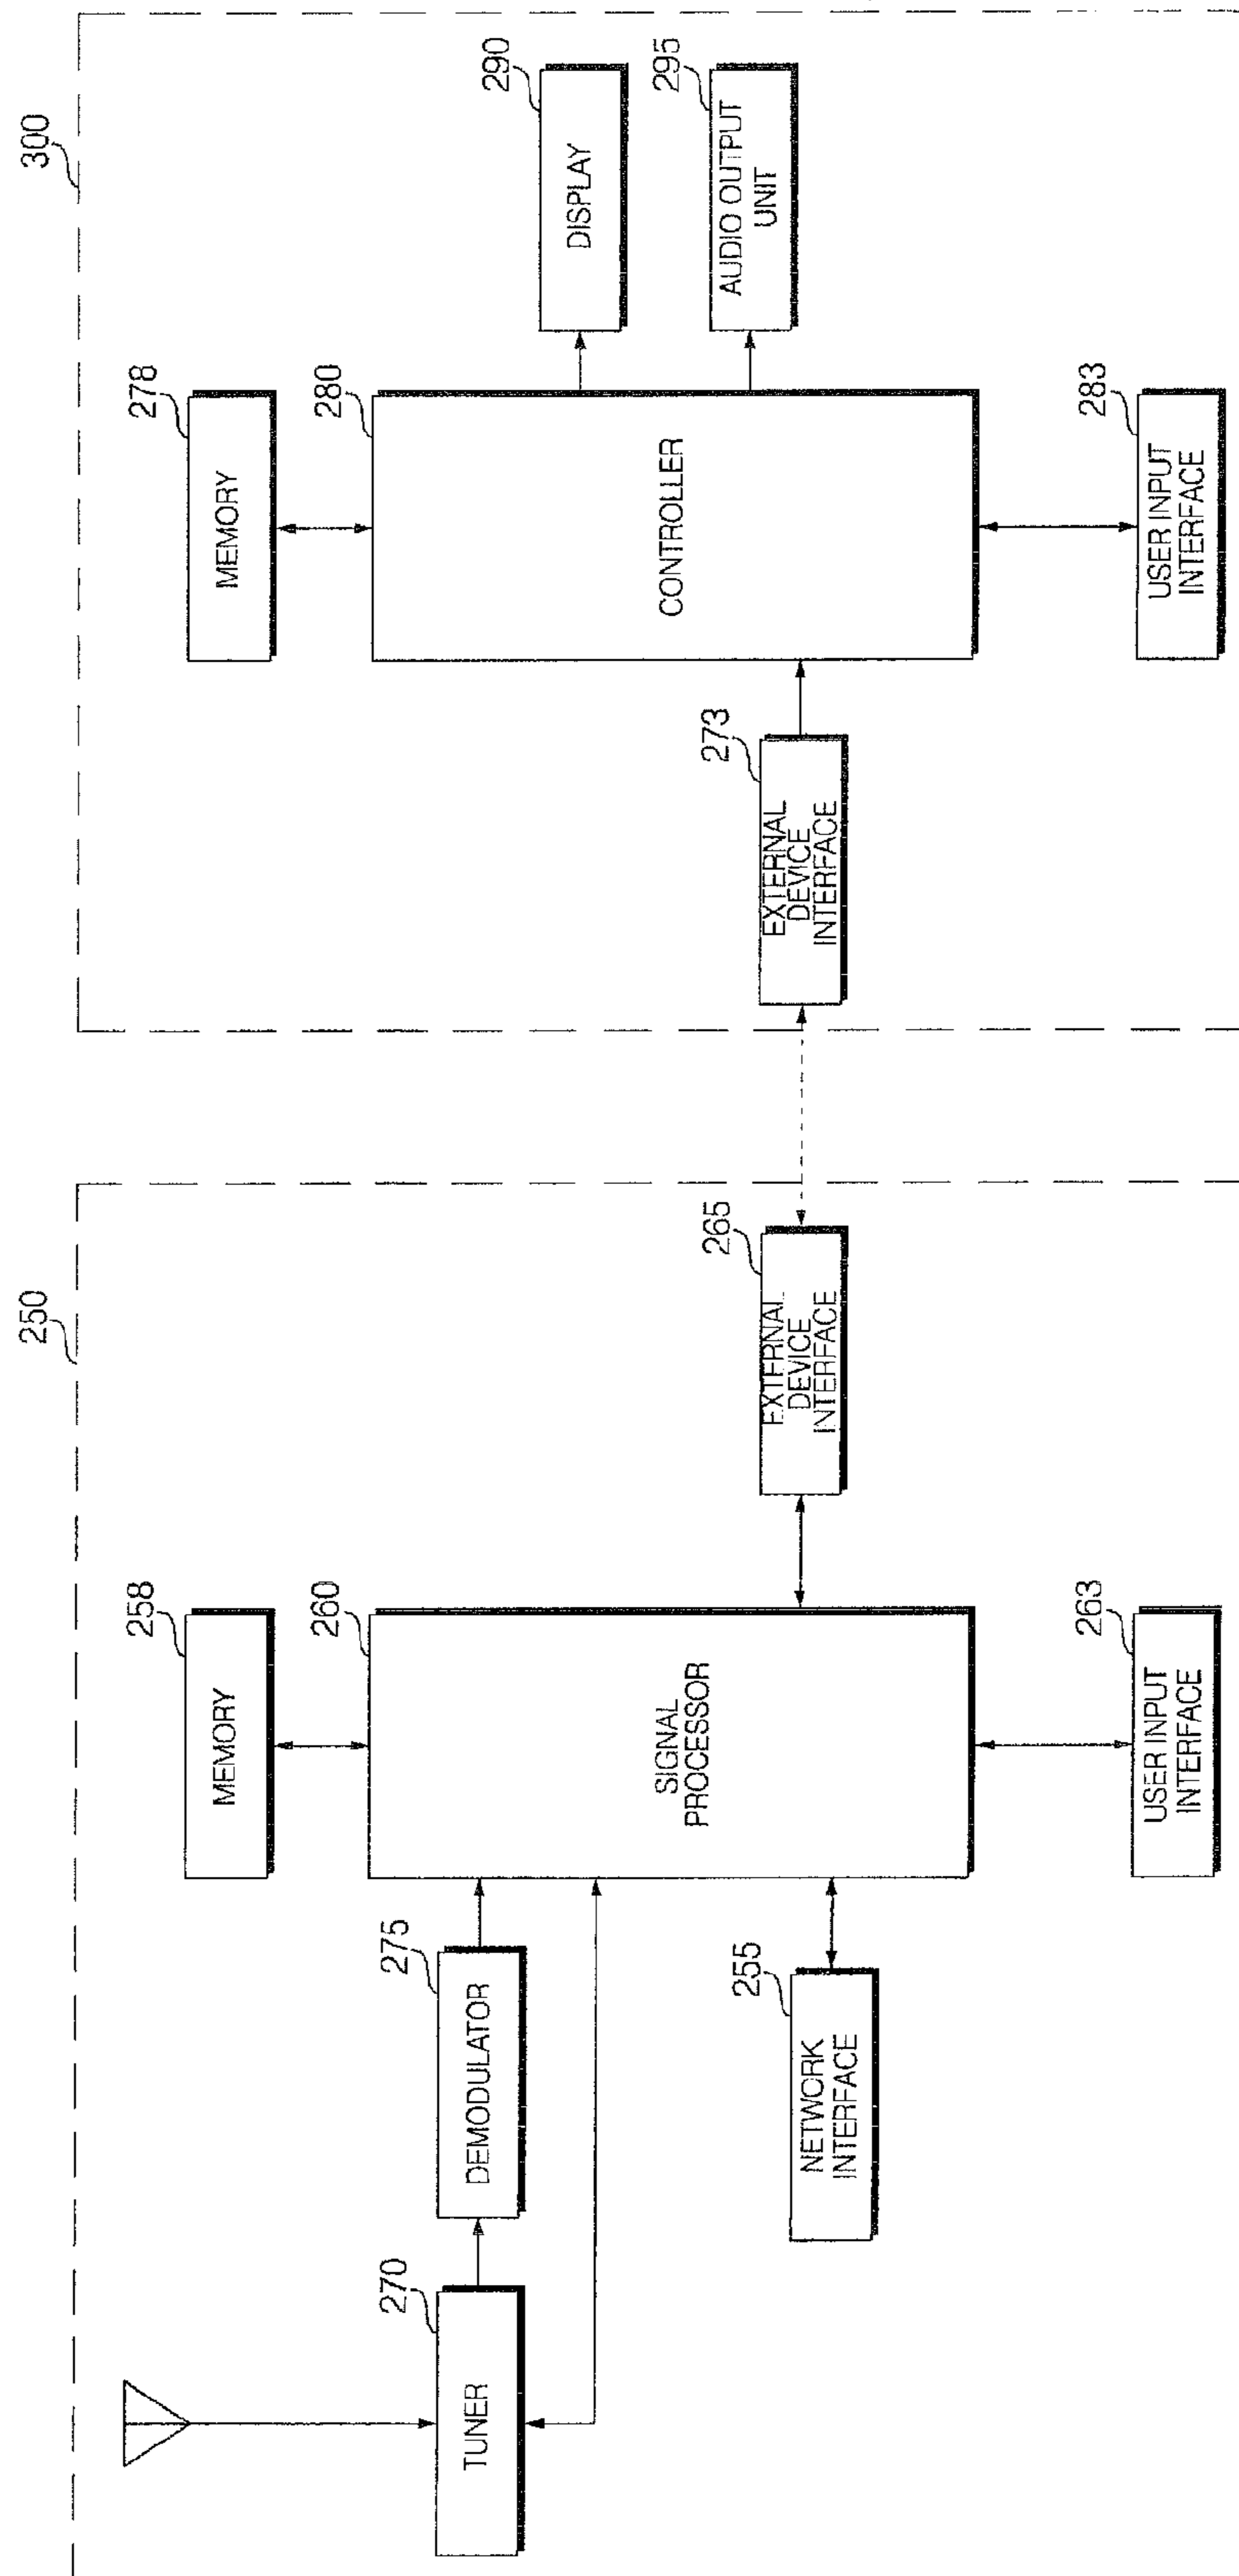 250
300
258
MEMORY
278
MEMORY
270
TUNER
275
DEMODULATOR
260
SIGNAL
PROCESSOR
280
CONTROLLER
290
DISPLAY
295
AUDIO OUTPUT
UNIT
255
NETWORK
INTERFACE
265
EXTERNAL
DEVICE
INTERFACE
273
EXTERNAL
DEVICE
INTERFACE
263
USER INPUT
INTERFACE
283
USER INPUT
INTERFACE